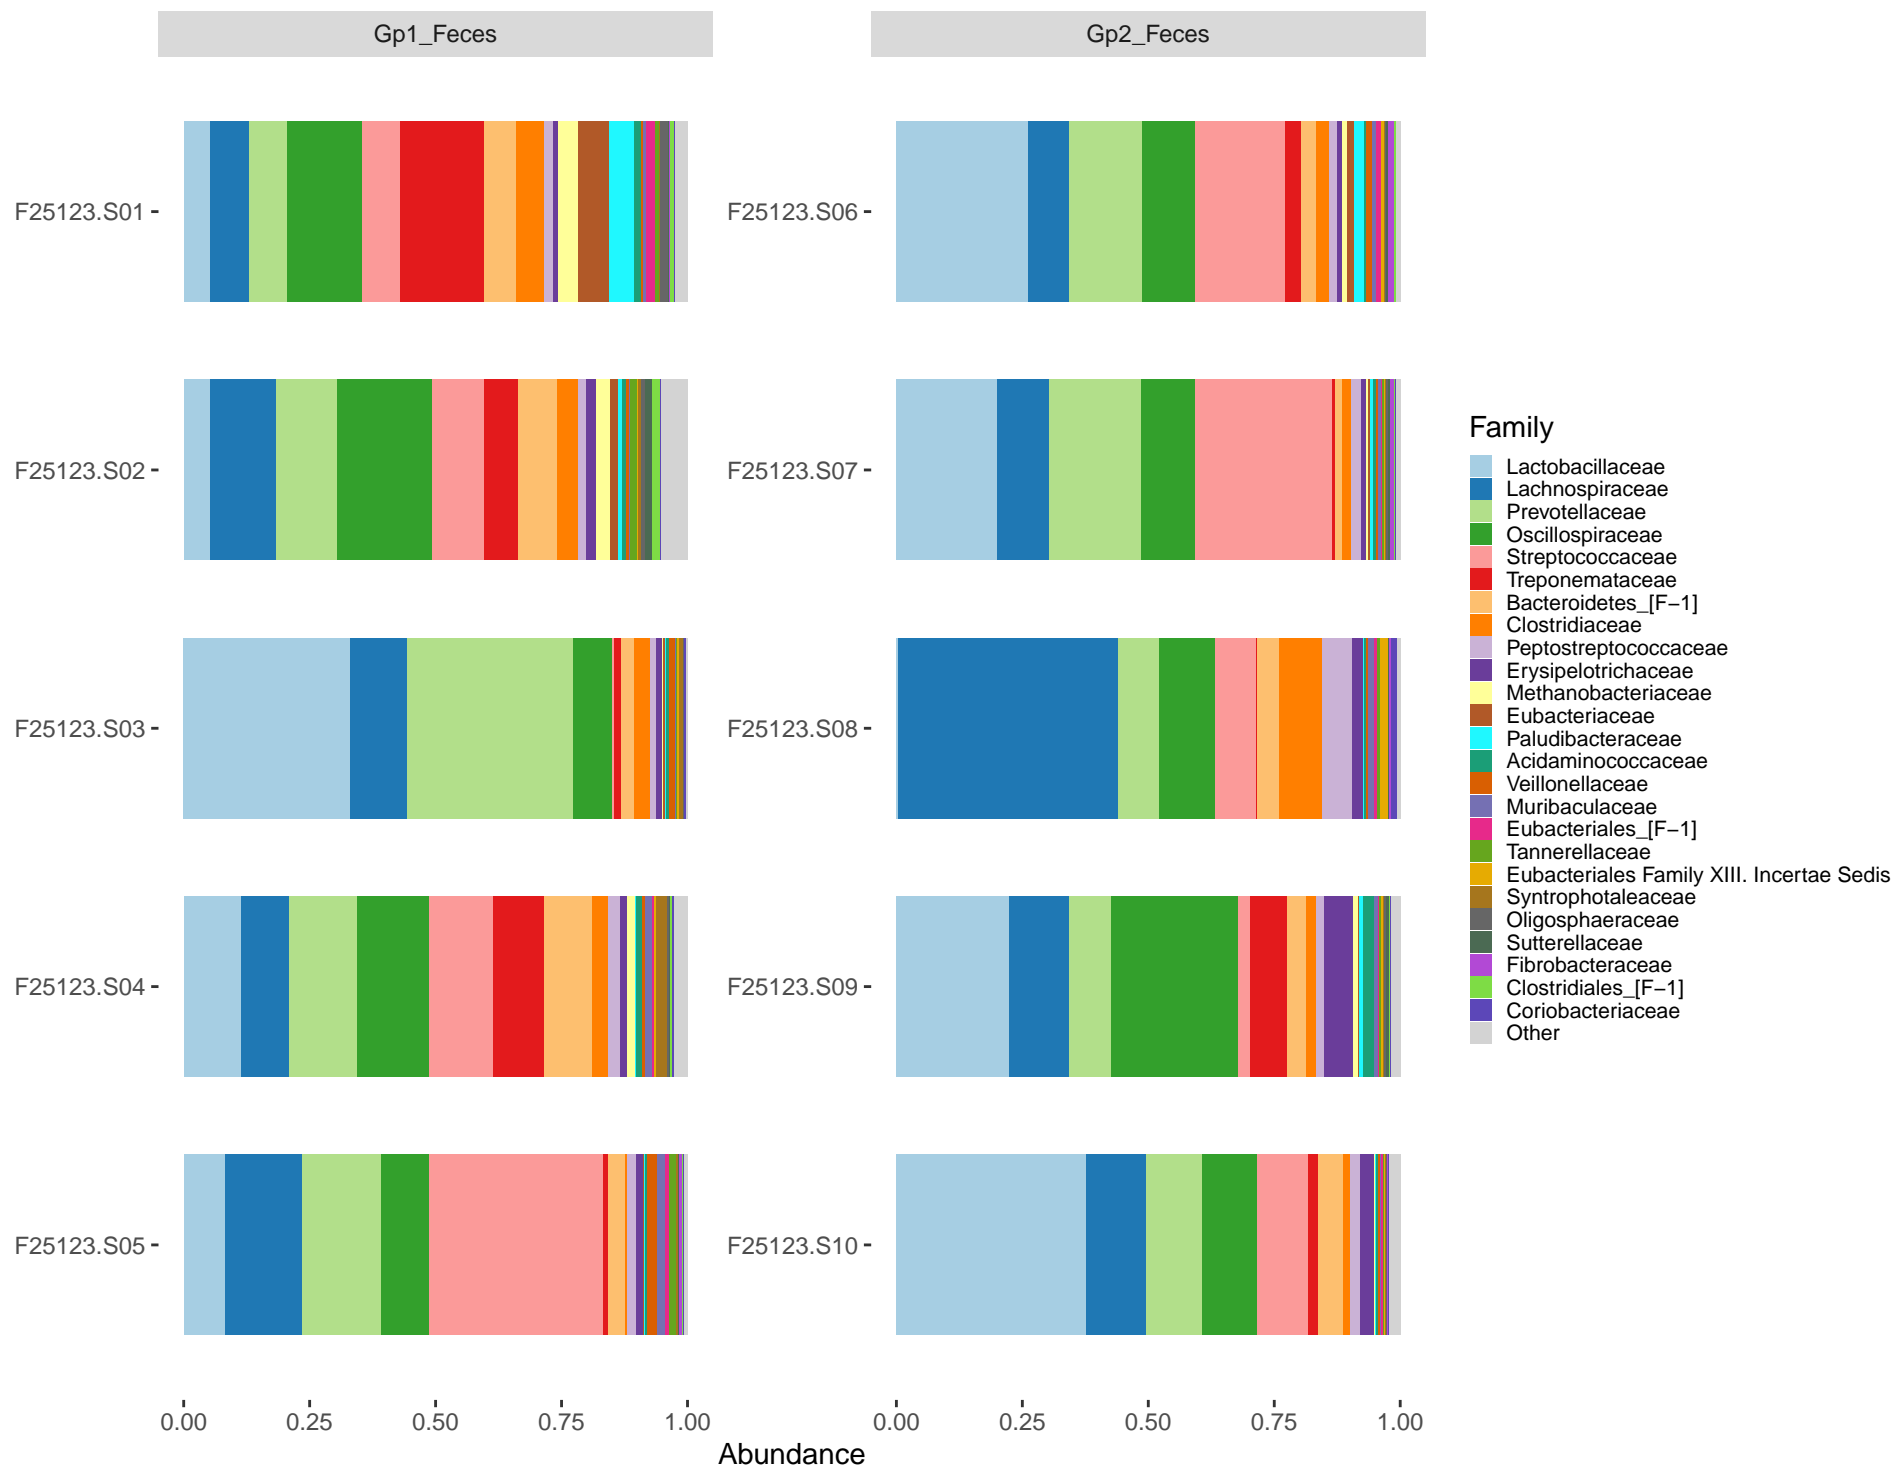 Gp1_Feces
Gp2_Feces
F25123.S01
F25123.S02
F25123.S03
F25123.S04
F25123.S05
F25123.S06
F25123.S07
F25123.S08
F25123.S09
F25123.S10
0.00 0.25 0.50 0.75 1.00
0.00 0.25 0.50 0.75 1.00
Abundance
Family
Lactobacillaceae
Lachnospiraceae
Prevotellaceae
Oscillospiraceae
Streptococcaceae
Treponemataceae
Bacteroidetes_[F−1]
Clostridiaceae
Peptostreptococcaceae
Erysipelotrichaceae
Methanobacteriaceae
Eubacteriaceae
Paludibacteraceae
Acidaminococcaceae
Veillonellaceae
Muribaculaceae
Eubacteriales_[F−1]
Tannerellaceae
Eubacteriales Family XIII. Incertae Sedis
Syntrophotaleaceae
Oligosphaeraceae
Sutterellaceae
Fibrobacteraceae
Clostridiales_[F−1]
Coriobacteriaceae
Other